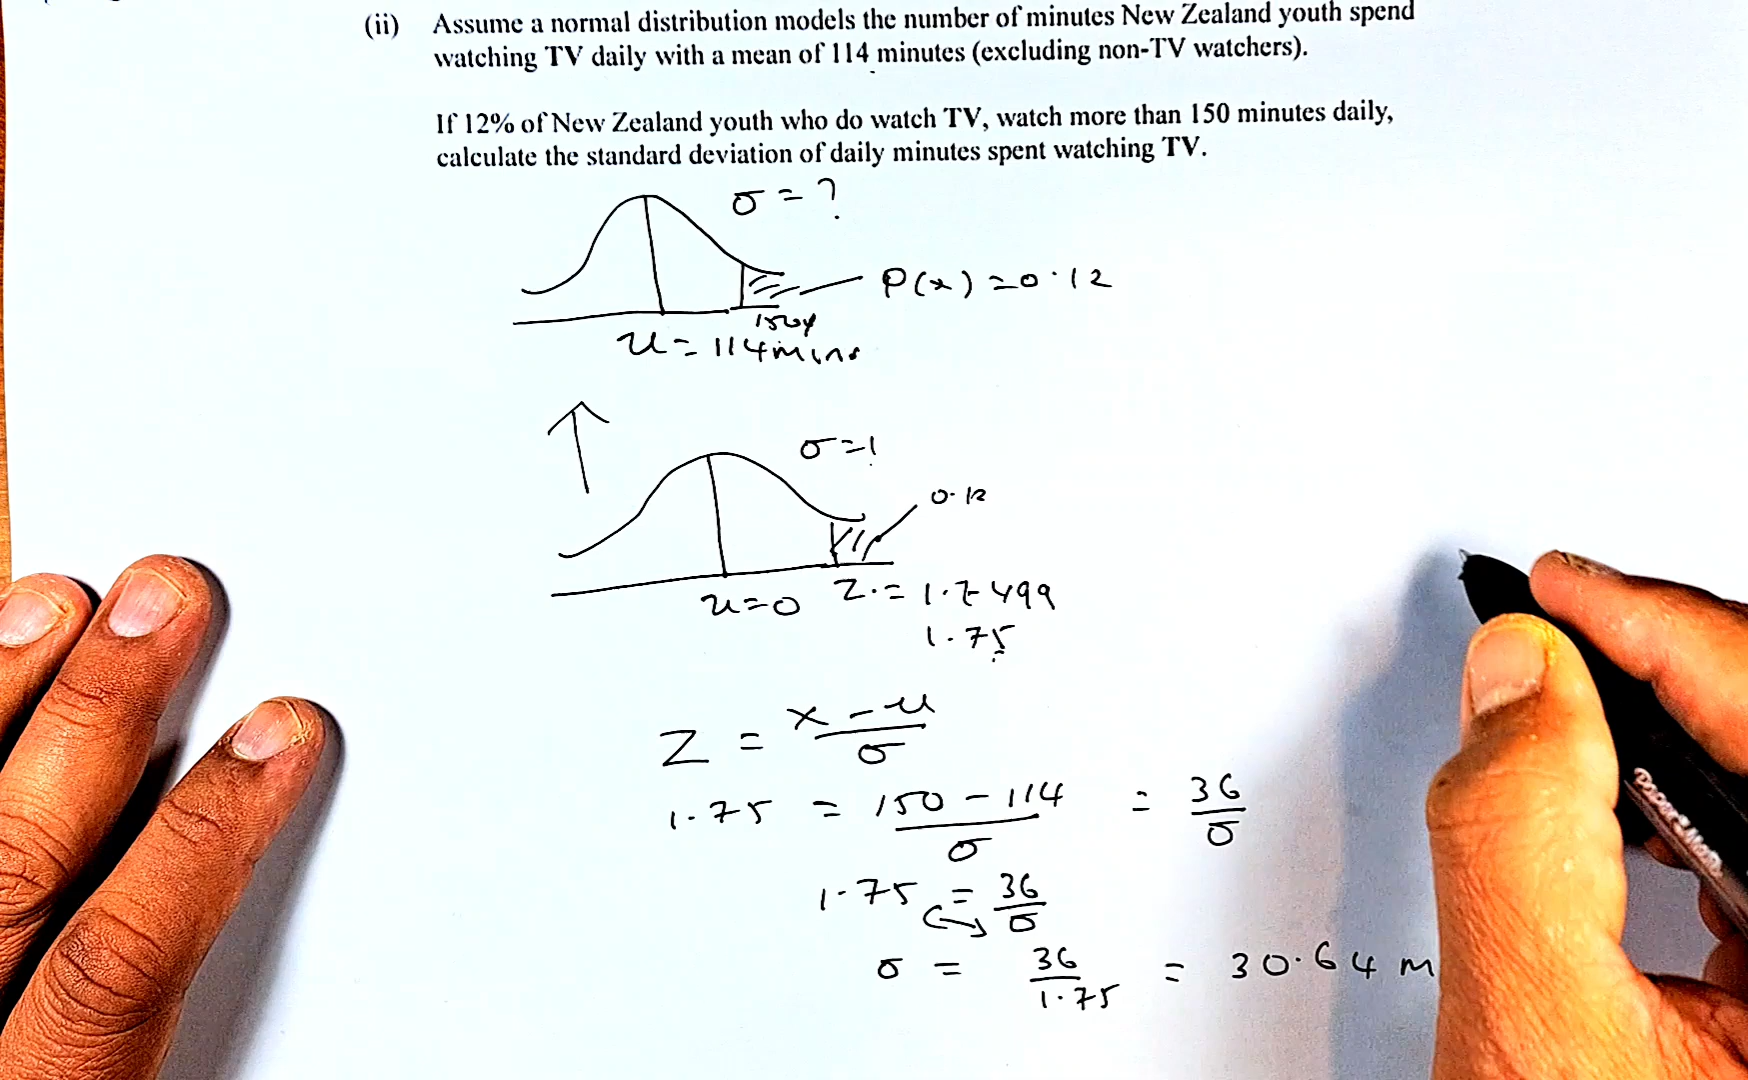 (ii) Assume a normal distribution models the number of minutes New Zealand youth spend
watching TV daily with a mean of 114 minutes (excluding non-TV watchers).
If 12% of New Zealand youth who do watch TV, watch more than 150 minutes daily,
calculate the standard deviation of daily minutes spent watching TV.
σ = ?
P(x) = 0.12
μ = 114 mins
σ = 1
0.12
μ = 0 Z = 1.7499
1.75
Z = x - μ / σ
1.75 = 150 - 114 / σ = 36 / σ
1.75 = 36 / σ
σ = 36 / 1.75 = 30.64 m